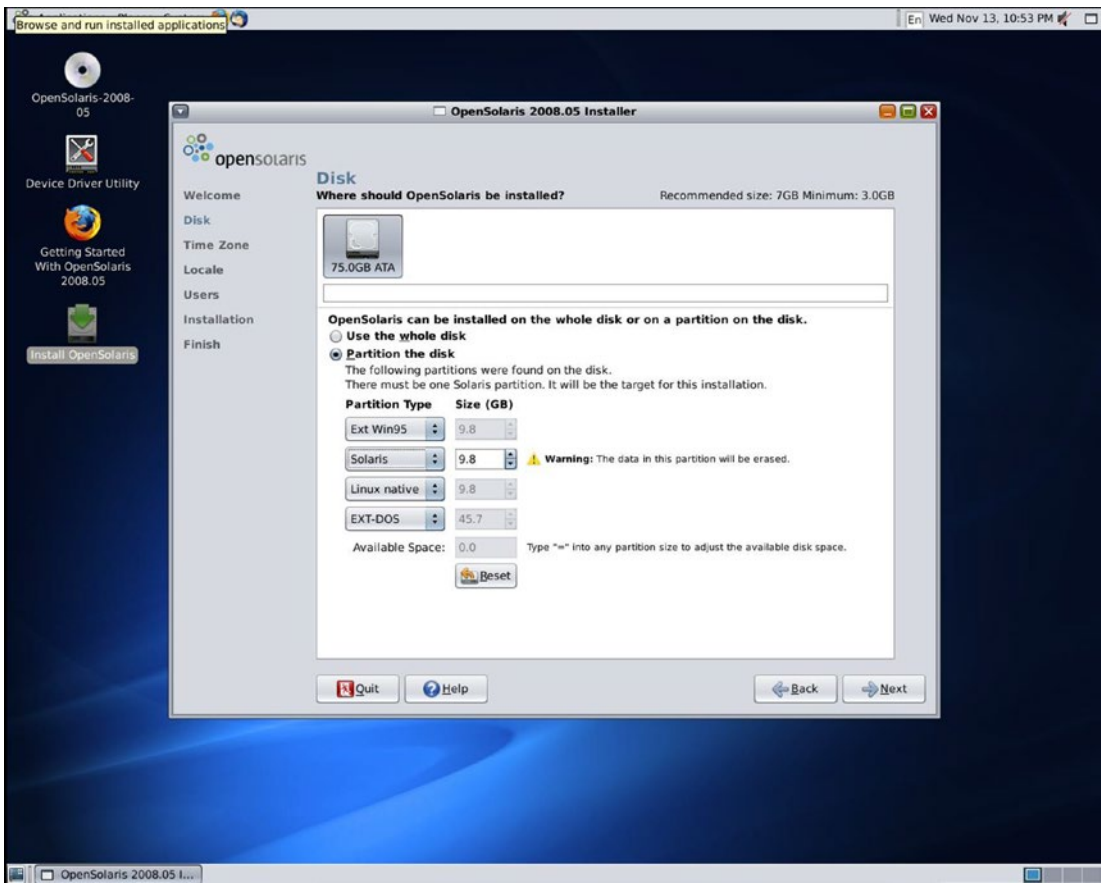 Browse and run installed applications
En Wed Nov 13, 10:53 PM
OpenSolaris-2008-
05
Device Driver Utility
Getting Started
With OpenSolaris
2008.05
Install OpenSolaris
OpenSolaris 2008.05 Installer
opensolaris
Welcome
Disk
Time Zone
Locale
Users
Installation
Finish
Disk
Where should OpenSolaris be installed? Recommended size: 7GB Minimum: 3.0GB
75.0GB ATA
OpenSolaris can be installed on the whole disk or on a partition on the disk.
Use the whole disk
Partition the disk
The following partitions were found on the disk.
There must be one Solaris partition. It will be the target for this installation.
Partition Type Size (GB)
Ext Win95 9.8
Solaris 9.8 Warning: The data in this partition will be erased.
Linux native 9.8
EXT-DOS 45.7
Available Space: 0.0 Type "=" into any partition size to adjust the available disk space.
Reset
Quit Help Back Next
OpenSolaris 2008.05 I...